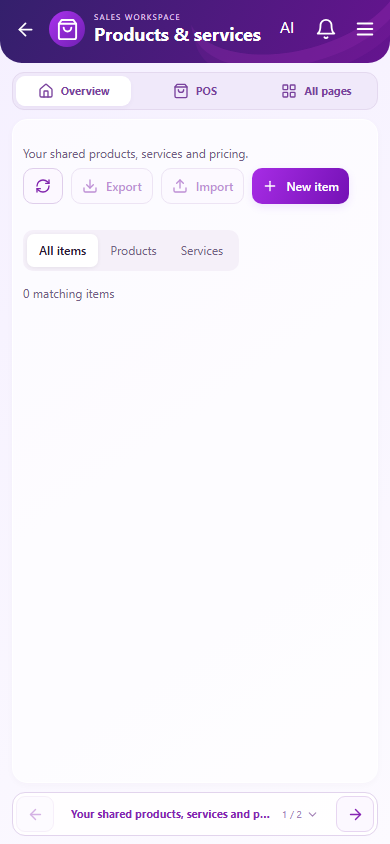 SALES WORKSPACE
Products & services
AI
Overview
POS
All pages
Your shared products, services and pricing.
Export
Import
New item
All items
Products
Services
0 matching items
Your shared products, services and p...
1 / 2